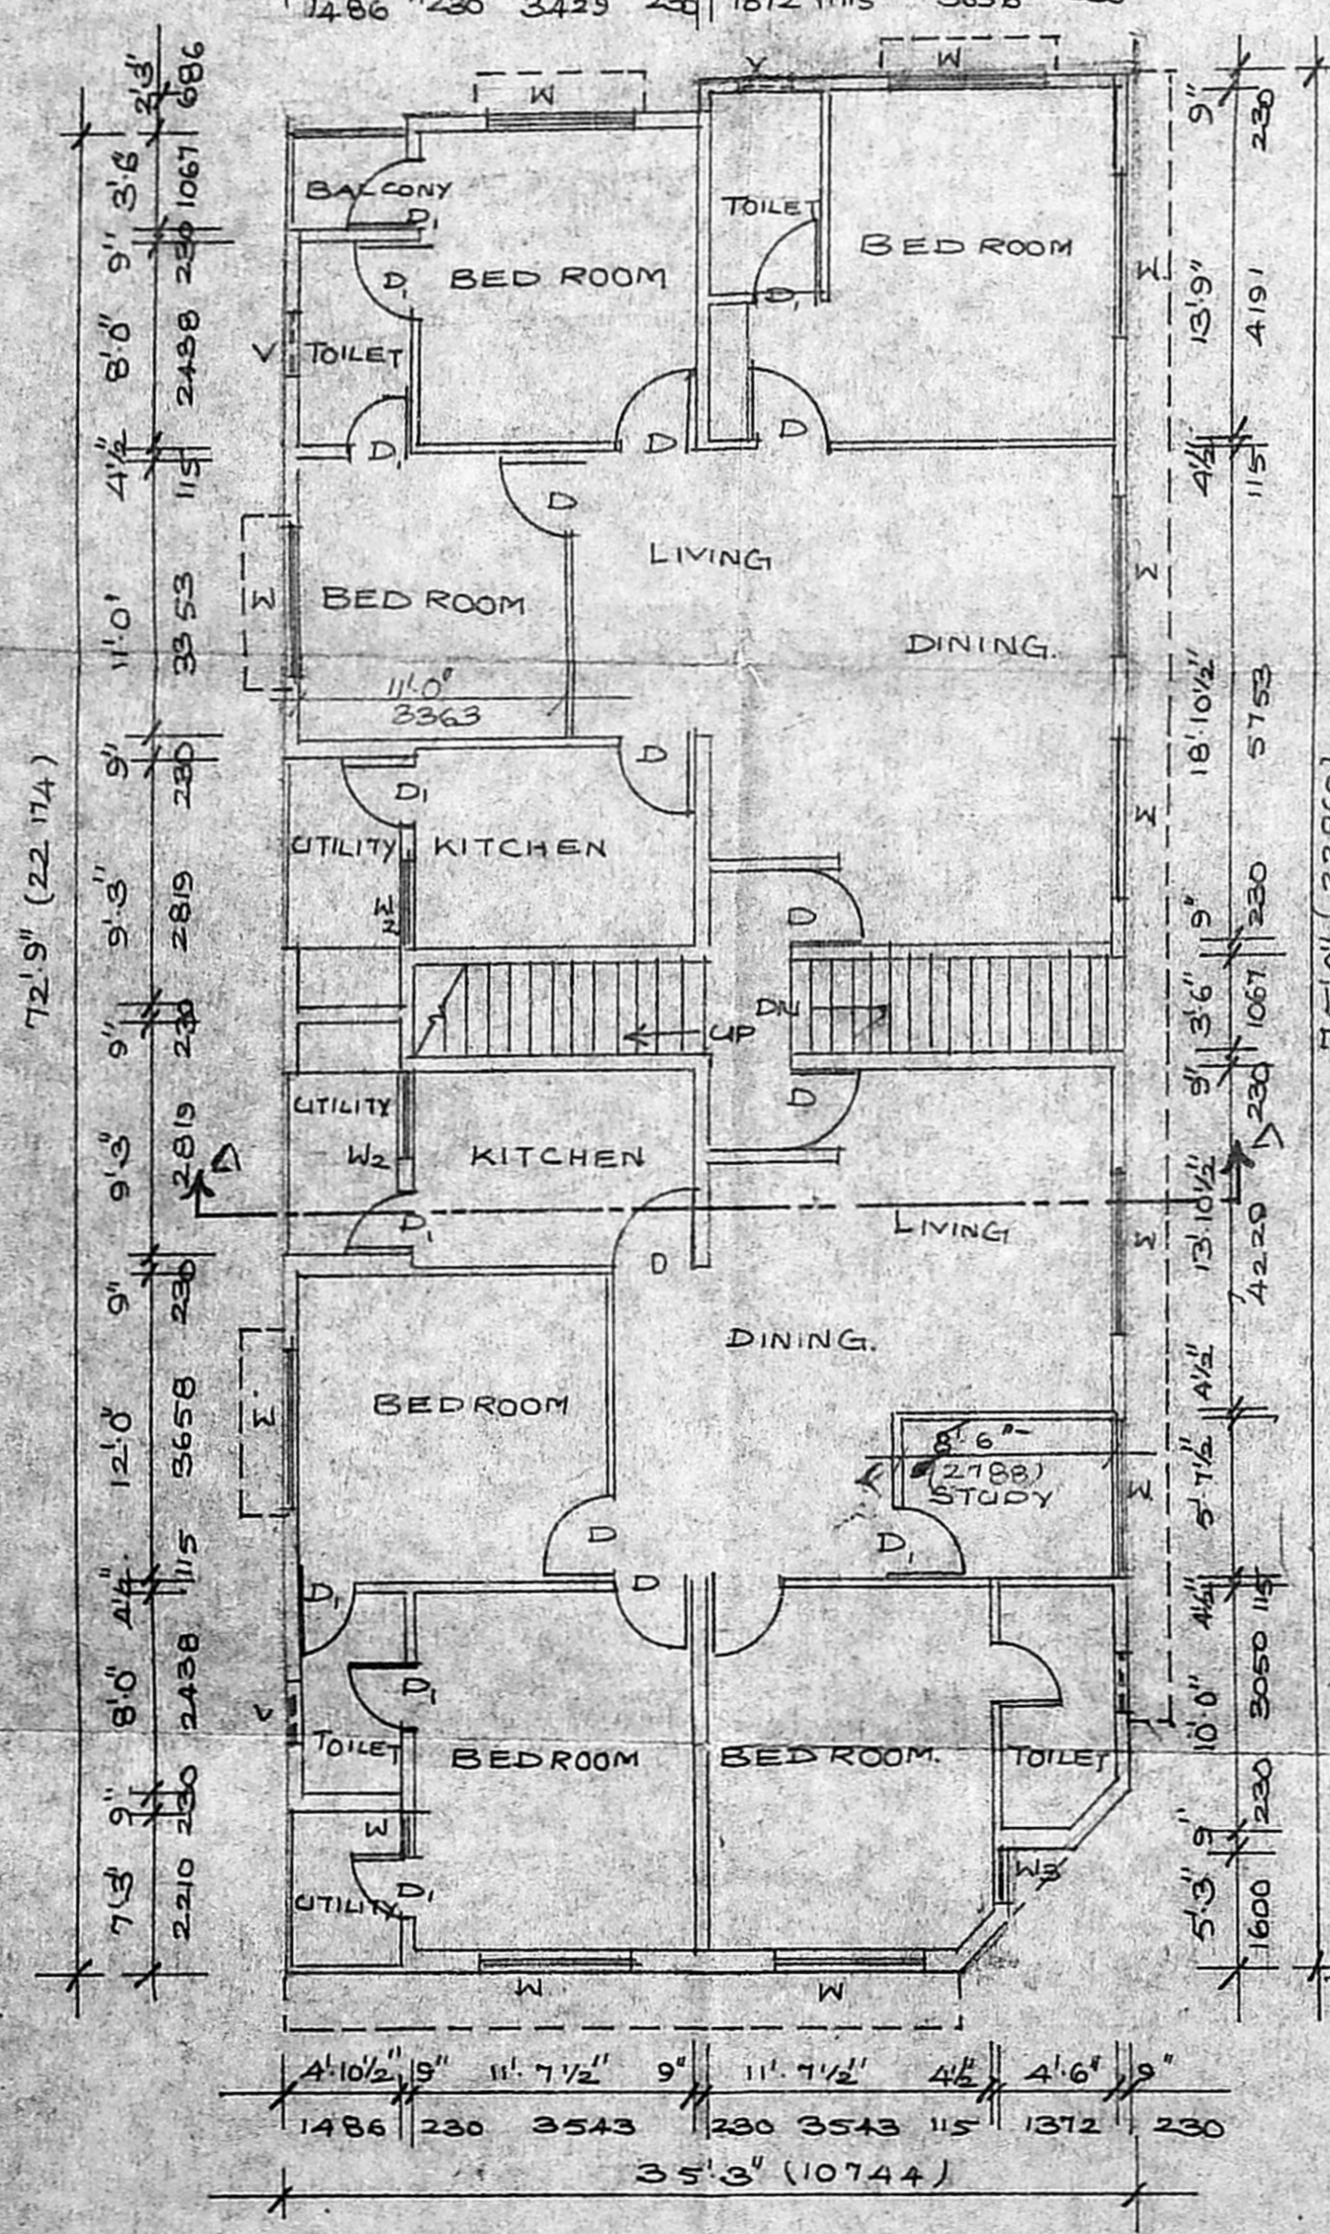 1486 230 3429 230 1872 3658
W V W
2'3" 686
9" 230
3'6" 1067
BALCONY
D1
TOILET
BED ROOM
BED ROOM
D1
D1
W
9" 230
8'0" 2438
V TOILET
13'9" 4191
D1 D D
4½" 115
4½" 115
D
LIVING
W
W BED ROOM
11'0" 3353
DINING.
11'0"
3363
18'10½" 5753
D
9" 230
D1
UTILITY KITCHEN
W
W2
9'3" 2819
72'9" (22174)
D
9" 230
DN
UP
3'6" 1067
9" 230
D
9" 230
UTILITY
W2 KITCHEN
9'3" 2819
D1
LIVING
W
13'10½" 4229
D
9" 230
DINING.
BEDROOM
W
12'0" 3658
4½"
8'6"
(2788)
STUDY
W
5'7½"
D D1
D
D1
4½" 115
4½" 115
8'0" 2438
D1
V
TOILET BEDROOM BED ROOM. TOILET
10'0" 3050
9" 230
9" 230
W
W3
D1
UTILITY
7'3" 2210
5'3" 1600
W W
4'10½" 9" 11'7½" 9" 11'7½" 4½" 4'6" 9"
1486 230 3543 230 3543 115 1372 230
35'3" (10744)